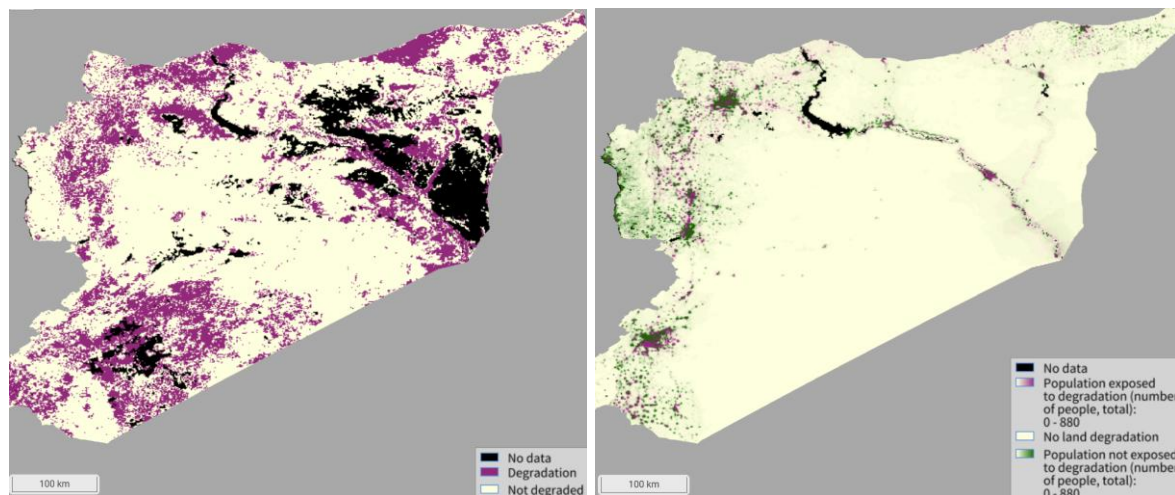 100 km
No data
Degradation
Not degraded
100 km
No data
Population exposed
to degradation (number
of people, total):
0 - 880
No land degradation
Population not exposed
to degradation (number
of people, total):
0 - 880